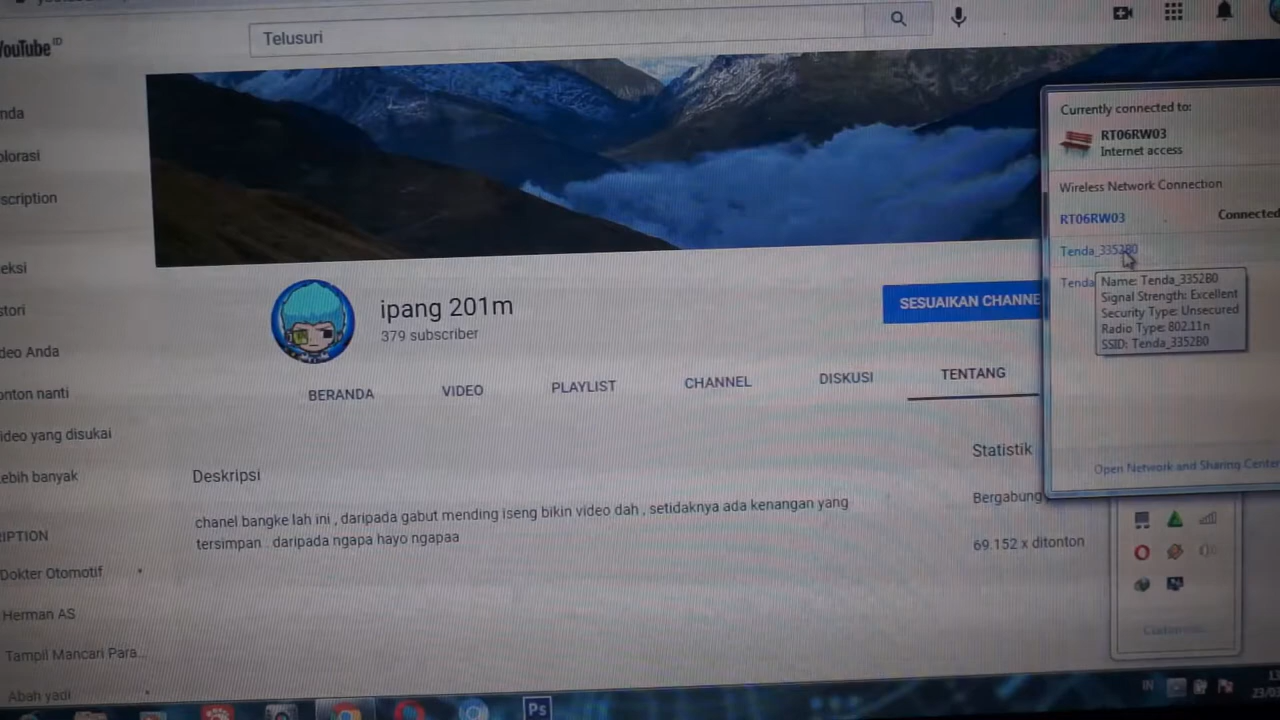 YouTube ID
Telusuri
nda
plorasi
scription
eksi
stori
deo Anda
onton nanti
ideo yang disukai
ebih banyak
RIPTION
Dokter Otomotif
Herman AS
Tampil Mancari Para...
Abah yadi
ipang 201m
379 subscriber
SESUAIKAN CHANNE
BERANDA
VIDEO
PLAYLIST
CHANNEL
DISKUSI
TENTANG
Deskripsi
chanel bangke lah ini , daripada gabut mending iseng bikin video dah , setidaknya ada kenangan yang
tersimpan . daripada ngapa hayo ngapaa
Statistik
Bergabung
69.152 x ditonton
Currently connected to:
RT06RW03
Internet access
Wireless Network Connection
RT06RW03 Connected
Tenda_3352B0
Tenda
Name: Tenda_3352B0
Signal Strength: Excellent
Security Type: Unsecured
Radio Type: 802.11n
SSID: Tenda_3352B0
Open Network and Sharing Center
Customize...
Ps
IN